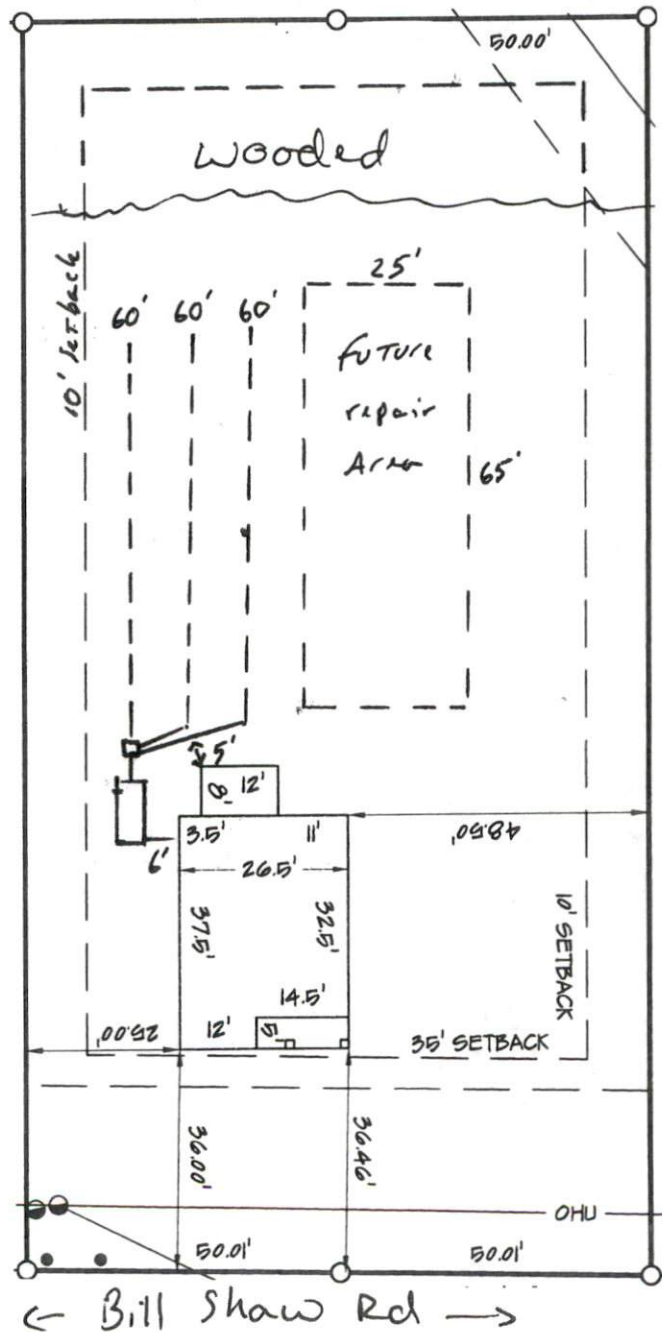 50.00'
Wooded
10' setback
25'
60' 60' 60'
Future
repair
Area
65'
5'
8' 12'
3.5' 11'
48.50'
6'
26.5'
37.5'
32.5'
10' SETBACK
14.5'
25.00'
12'
5'
35' SETBACK
36.00'
36.46'
OHU
50.01' 50.01'
← Bill Shaw Rd →